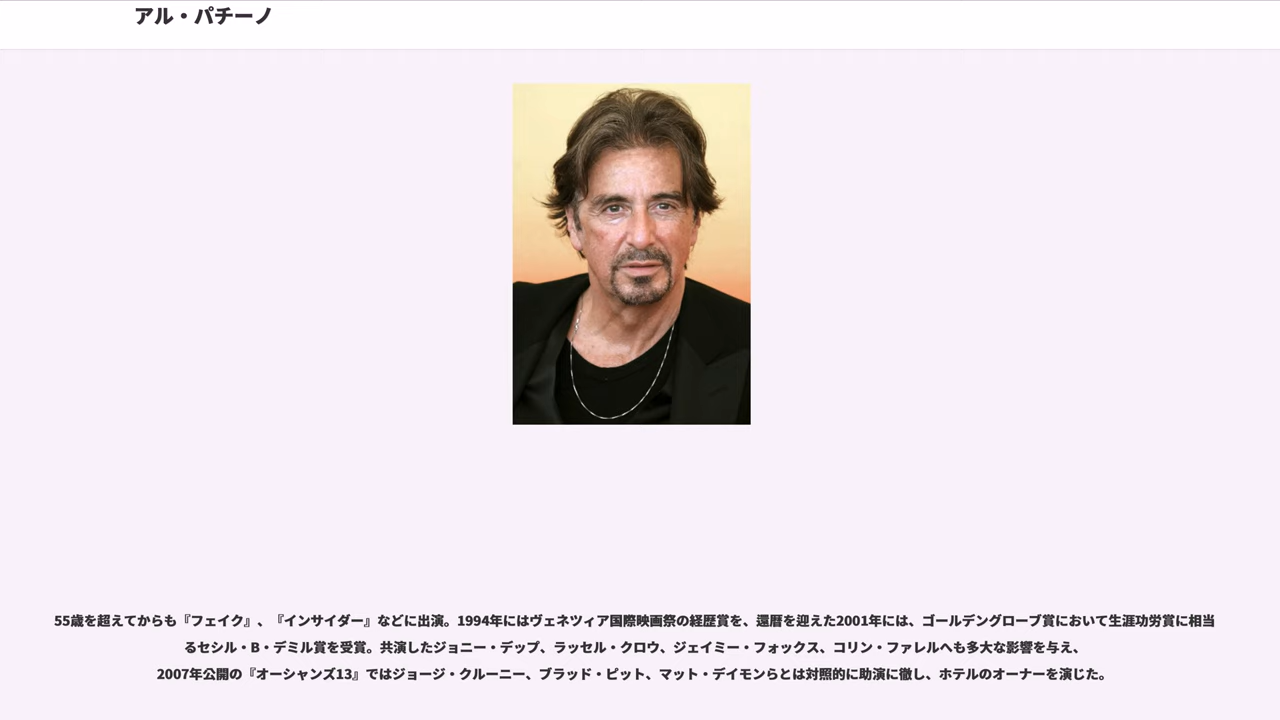 アル・パチーノ
55歳を超えてからも『フェイク』、『インサイダー』などに出演。1994年にはヴェネツィア国際映画祭の経歴賞を、還暦を迎えた2001年には、ゴールデングローブ賞において生涯功労賞に相当
るセシル・B・デミル賞を受賞。共演したジョニー・デップ、ラッセル・クロウ、ジェイミー・フォックス、コリン・ファレルへも多大な影響を与え、
2007年公開の『オーシャンズ13』ではジョージ・クルーニー、ブラッド・ピット、マット・デイモンらとは対照的に助演に徹し、ホテルのオーナーを演じた。